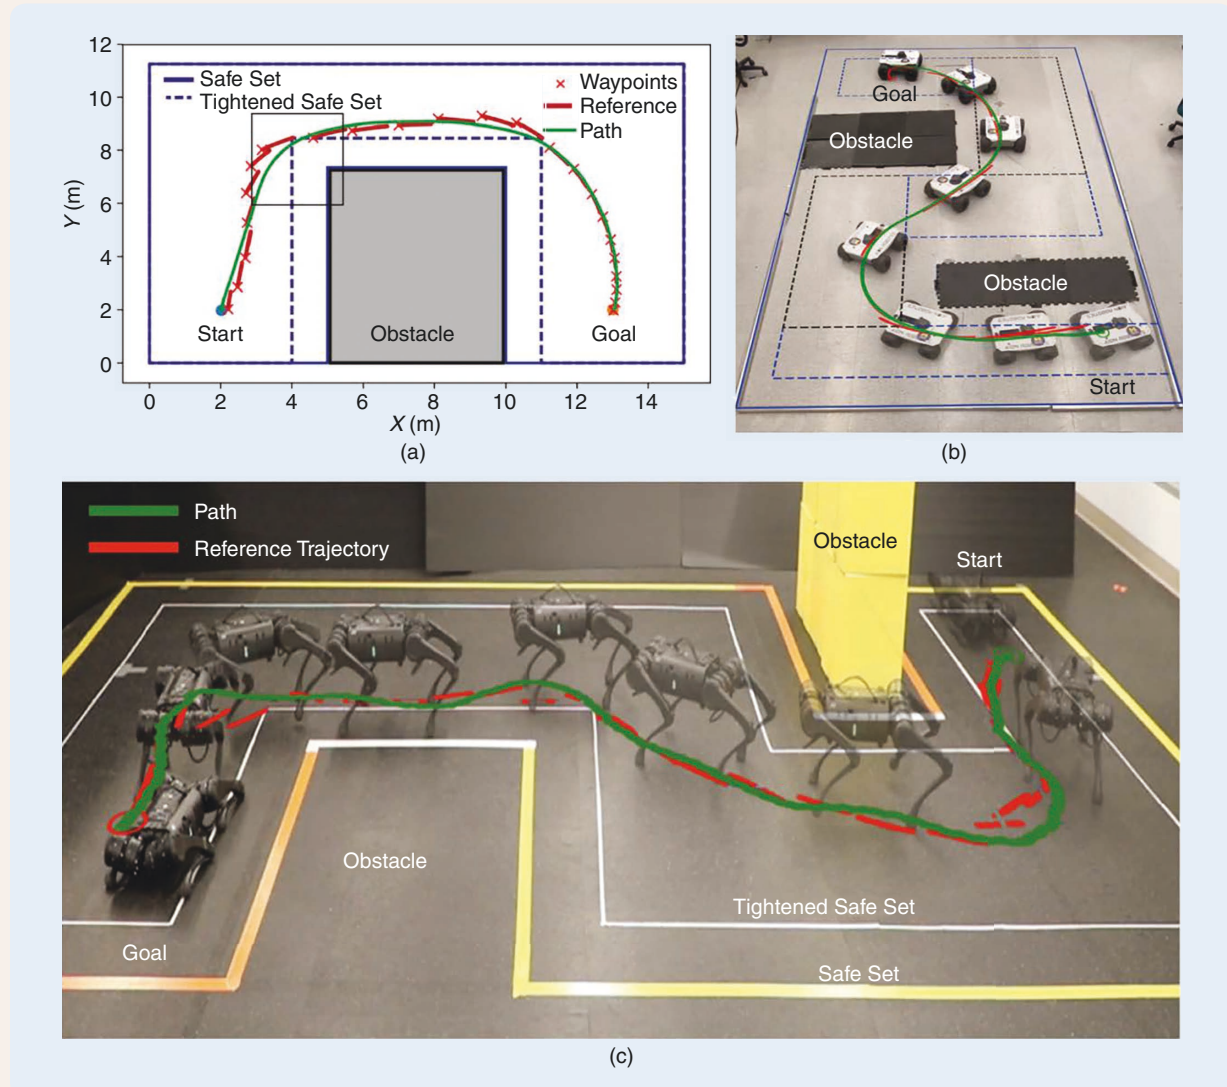 12
10
8
6
4
2
0
Y (m)
Safe Set
Tightened Safe Set
Waypoints
Reference
Path
Start
Obstacle
Goal
0 2 4 6 8 10 12 14
X (m)
(a)
Goal
Obstacle
Obstacle
Start
(b)
Path
Reference Trajectory
Obstacle
Start
Obstacle
Tightened Safe Set
Goal
Safe Set
(c)